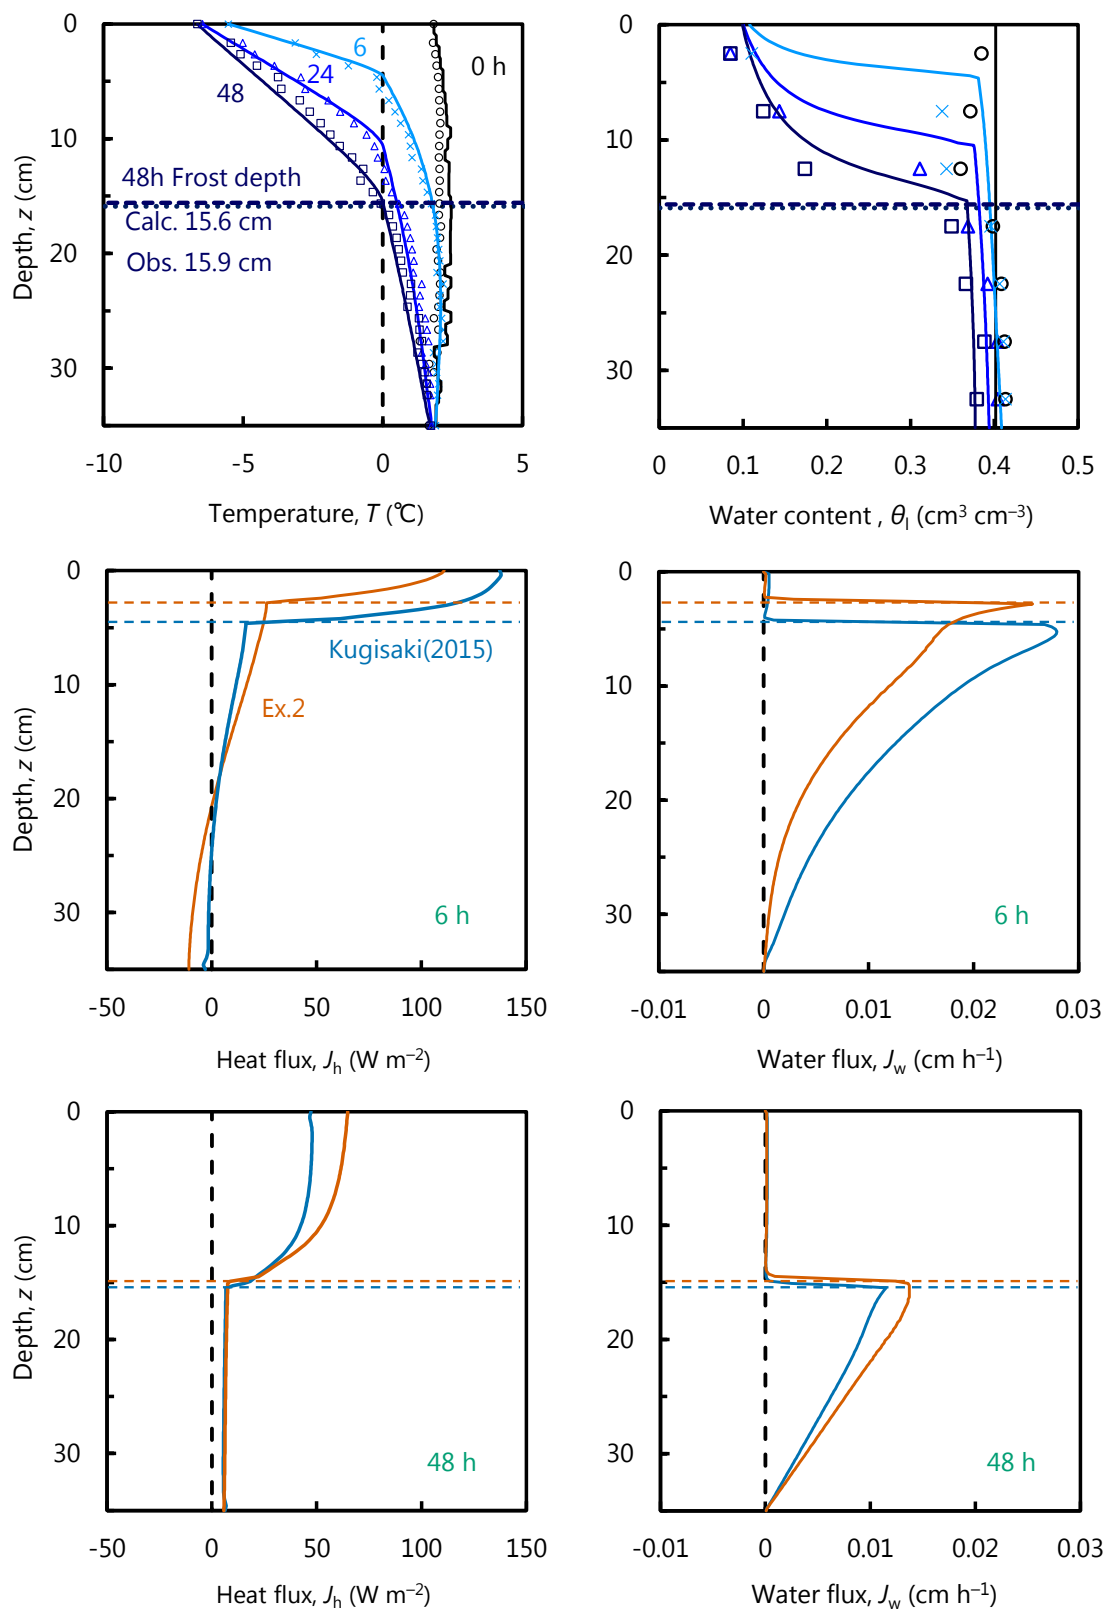 0
10
20
30
Depth, z (cm)
6
24
48
0 h
48h Frost depth
Calc. 15.6 cm
Obs. 15.9 cm
-10 -5 0 5
Temperature, T (℃)
0
10
20
30
0 0.1 0.2 0.3 0.4 0.5
Water content , θl (cm³ cm⁻³)
0
10
20
30
Depth, z (cm)
Kugisaki(2015)
Ex.2
6 h
-50 0 50 100 150
Heat flux, Jh (W m⁻²)
0
10
20
30
6 h
-0.01 0 0.01 0.02 0.03
Water flux, Jw (cm h⁻¹)
0
10
20
30
Depth, z (cm)
48 h
-50 0 50 100 150
Heat flux, Jh (W m⁻²)
0
10
20
30
48 h
-0.01 0 0.01 0.02 0.03
Water flux, Jw (cm h⁻¹)